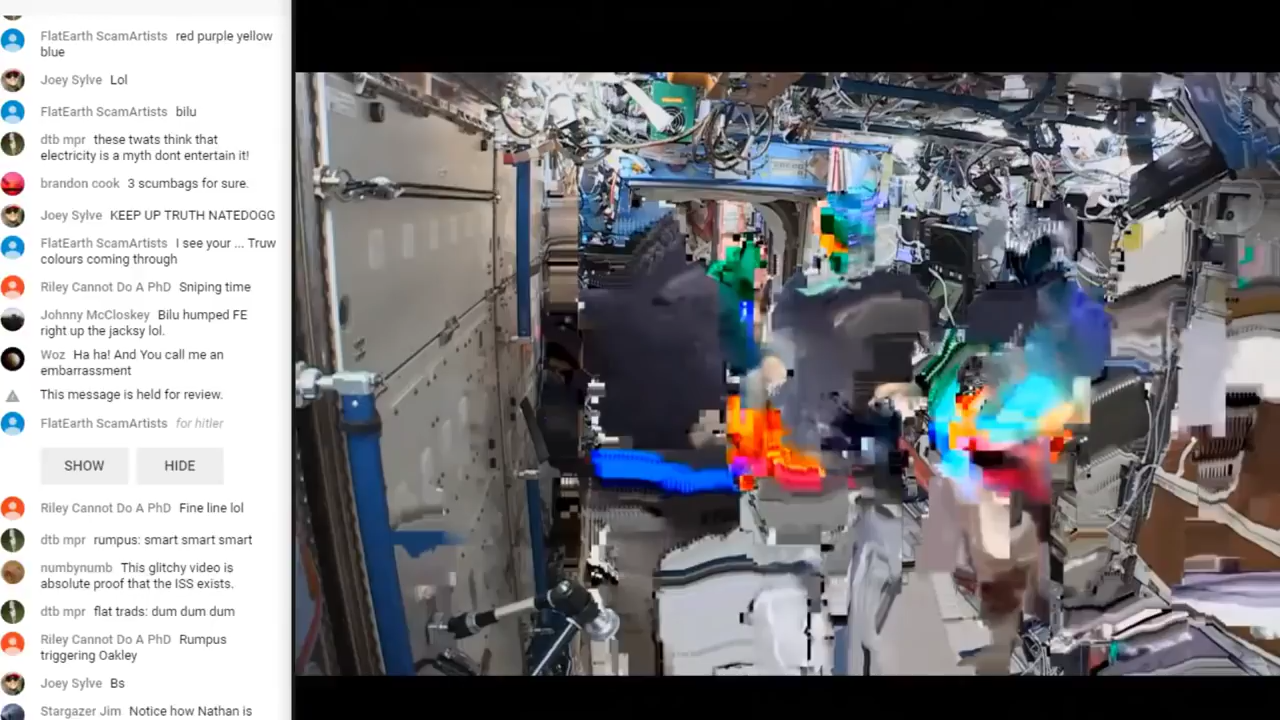 FlatEarth ScamArtists red purple yellow
blue
Joey Sylve Lol
FlatEarth ScamArtists bilu
dtb mpr these twats think that
electricity is a myth dont entertain it!
brandon cook 3 scumbags for sure.
Joey Sylve KEEP UP TRUTH NATEDOGG
FlatEarth ScamArtists I see your ... Truw
colours coming through
Riley Cannot Do A PhD Sniping time
Johnny McCloskey Bilu humped FE
right up the jacksy lol.
Woz Ha ha! And You call me an
embarrassment
This message is held for review.
FlatEarth ScamArtists for hitler
SHOW HIDE
Riley Cannot Do A PhD Fine line lol
dtb mpr rumpus: smart smart smart
numbynumb This glitchy video is
absolute proof that the ISS exists.
dtb mpr flat trads: dum dum dum
Riley Cannot Do A PhD Rumpus
triggering Oakley
Joey Sylve Bs
Stargazer Jim Notice how Nathan is